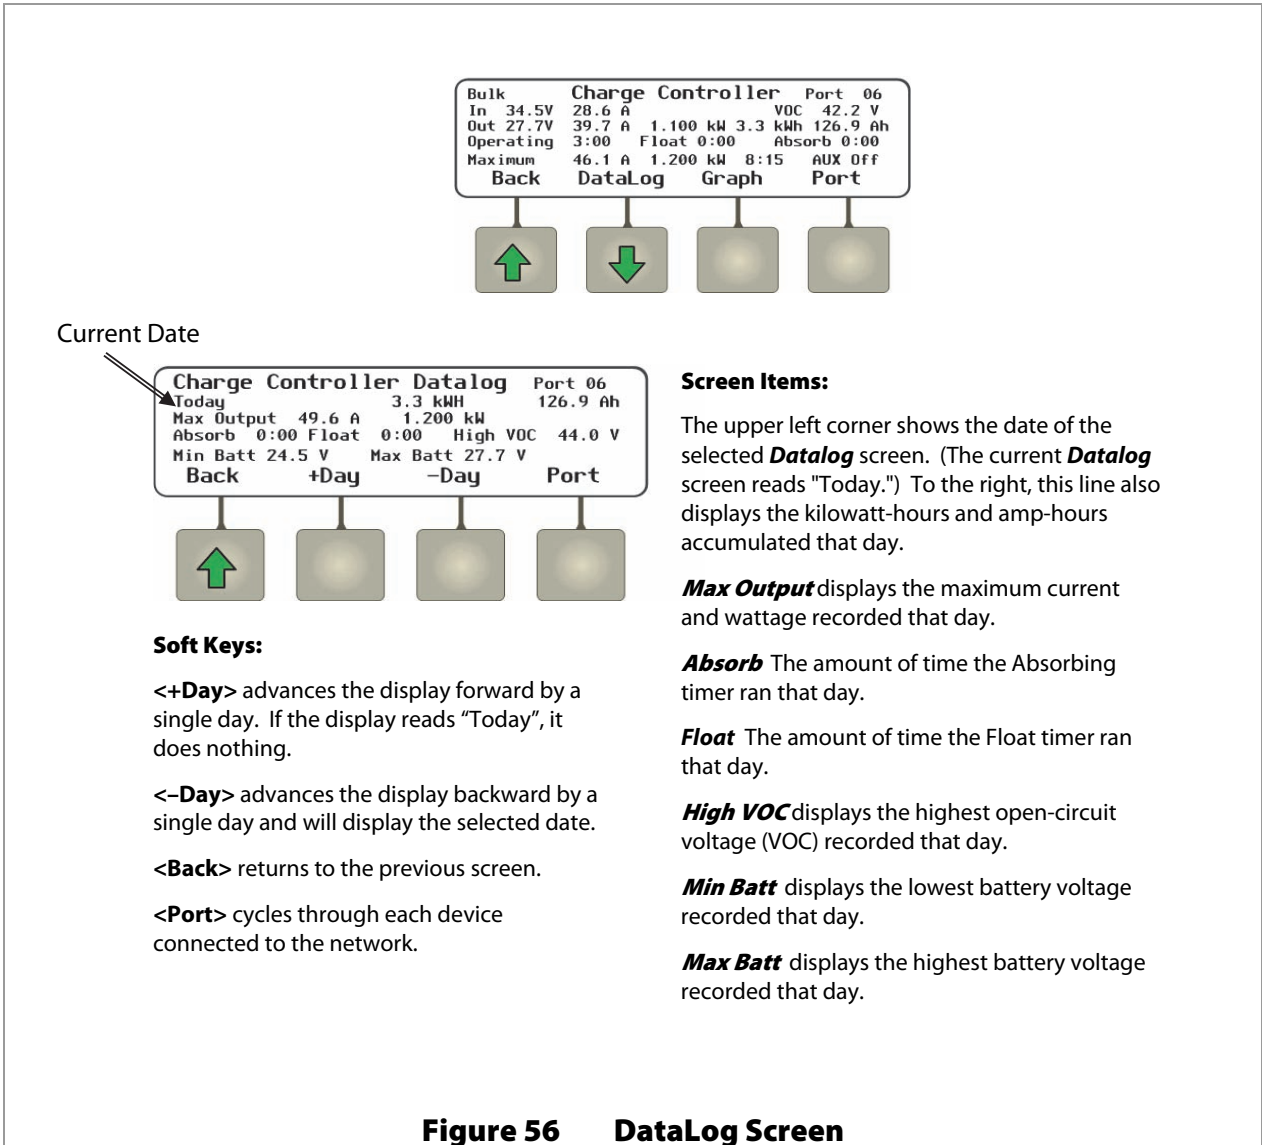 Bulk Charge Controller Port 06
In 34.5V 28.6 A VOC 42.2 V
Out 27.7V 39.7 A 1.100 kW 3.3 kWh 126.9 Ah
Operating 3:00 Float 0:00 Absorb 0:00
Maximum 46.1 A 1.200 kW 8:15 AUX Off
Back DataLog Graph Port
Current Date
Charge Controller Datalog Port 06
Today 3.3 kWH 126.9 Ah
Max Output 49.6 A 1.200 kW
Absorb 0:00 Float 0:00 High VOC 44.0 V
Min Batt 24.5 V Max Batt 27.7 V
Back +Day –Day Port
Soft Keys:
<+Day> advances the display forward by a
single day. If the display reads “Today”, it
does nothing.
<–Day> advances the display backward by a
single day and will display the selected date.
<Back> returns to the previous screen.
<Port> cycles through each device
connected to the network.
Screen Items:
The upper left corner shows the date of the
selected Datalog screen. (The current Datalog
screen reads "Today.") To the right, this line also
displays the kilowatt-hours and amp-hours
accumulated that day.
Max Output displays the maximum current
and wattage recorded that day.
Absorb The amount of time the Absorbing
timer ran that day.
Float The amount of time the Float timer ran
that day.
High VOC displays the highest open-circuit
voltage (VOC) recorded that day.
Min Batt displays the lowest battery voltage
recorded that day.
Max Batt displays the highest battery voltage
recorded that day.
Figure 56 DataLog Screen